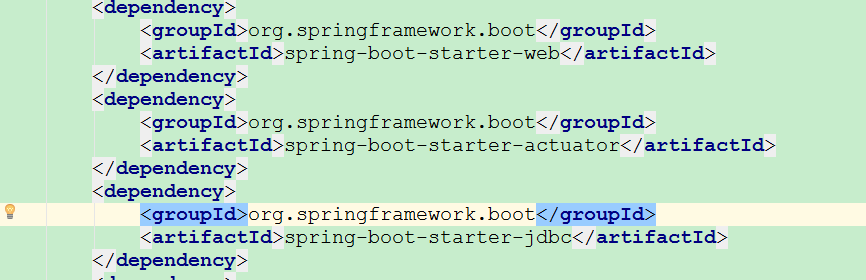 <dependency>
<groupId>org.springframework.boot</groupId>
<artifactId>spring-boot-starter-web</artifactId>
</dependency>
<dependency>
<groupId>org.springframework.boot</groupId>
<artifactId>spring-boot-starter-actuator</artifactId>
</dependency>
<dependency>
<groupId>org.springframework.boot</groupId>
<artifactId>spring-boot-starter-jdbc</artifactId>
</dependency>